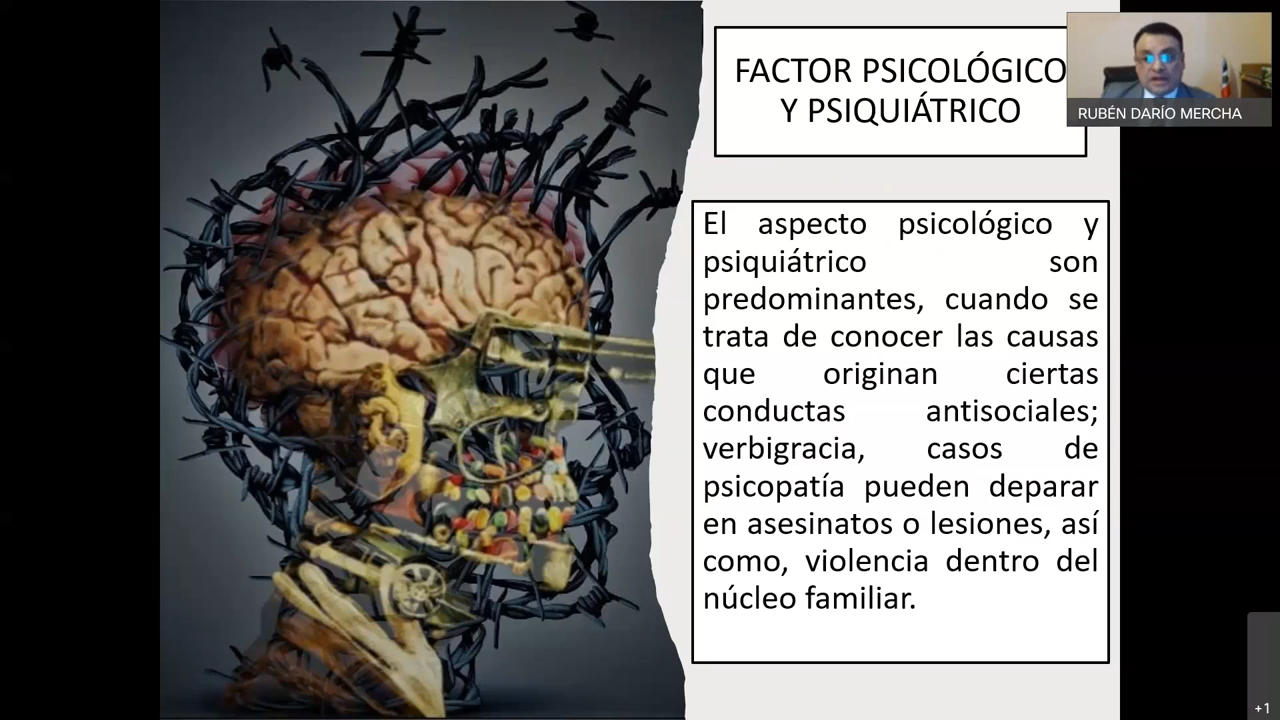 FACTOR PSICOLÓGICO
Y PSIQUIÁTRICO
RUBÉN DARÍO MERCHA
El aspecto psicológico y
psiquiátrico son
predominantes, cuando se
trata de conocer las causas
que originan ciertas
conductas antisociales;
verbigracia, casos de
psicopatía pueden deparar
en asesinatos o lesiones, así
como, violencia dentro del
núcleo familiar.
+1